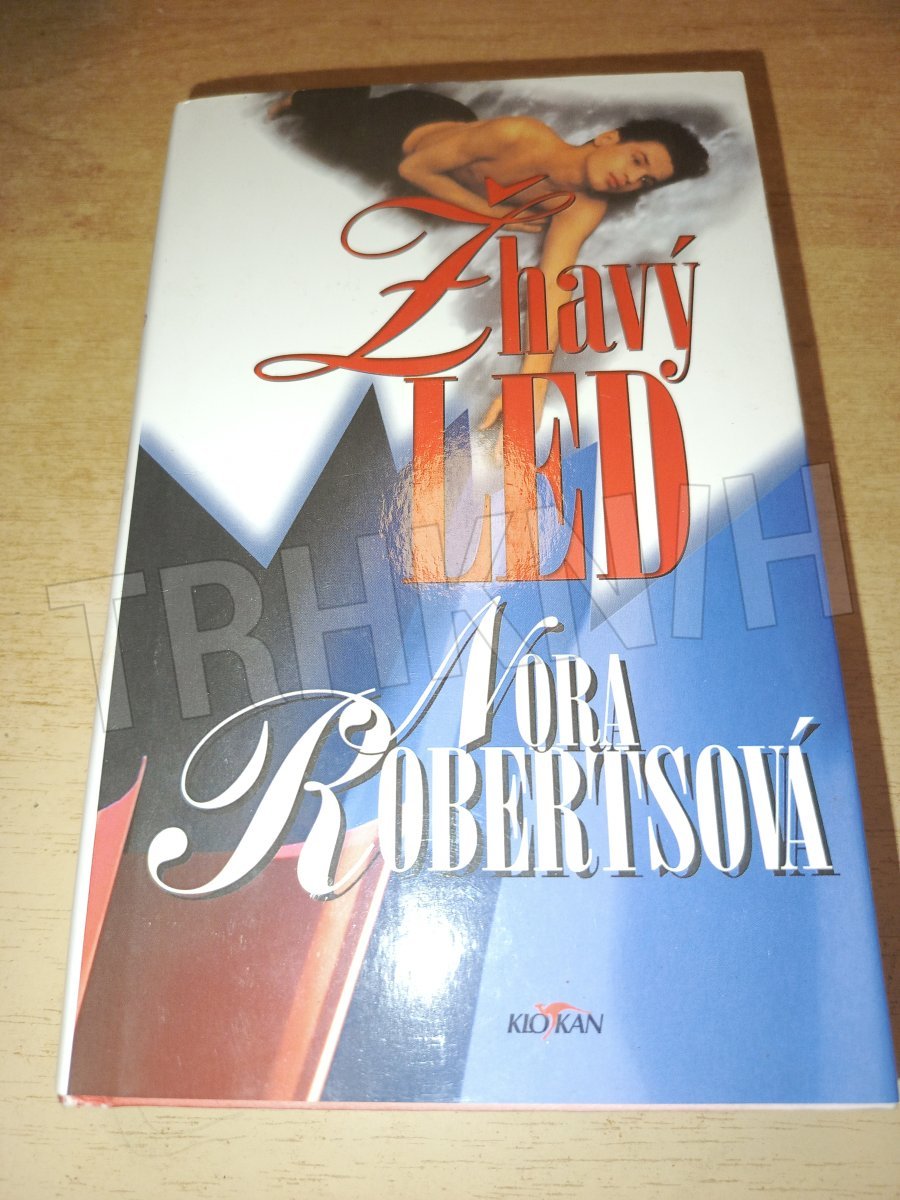 Žhavý
LED
TRHKNIH
NORA
ROBERTSOVÁ
KLOKAN